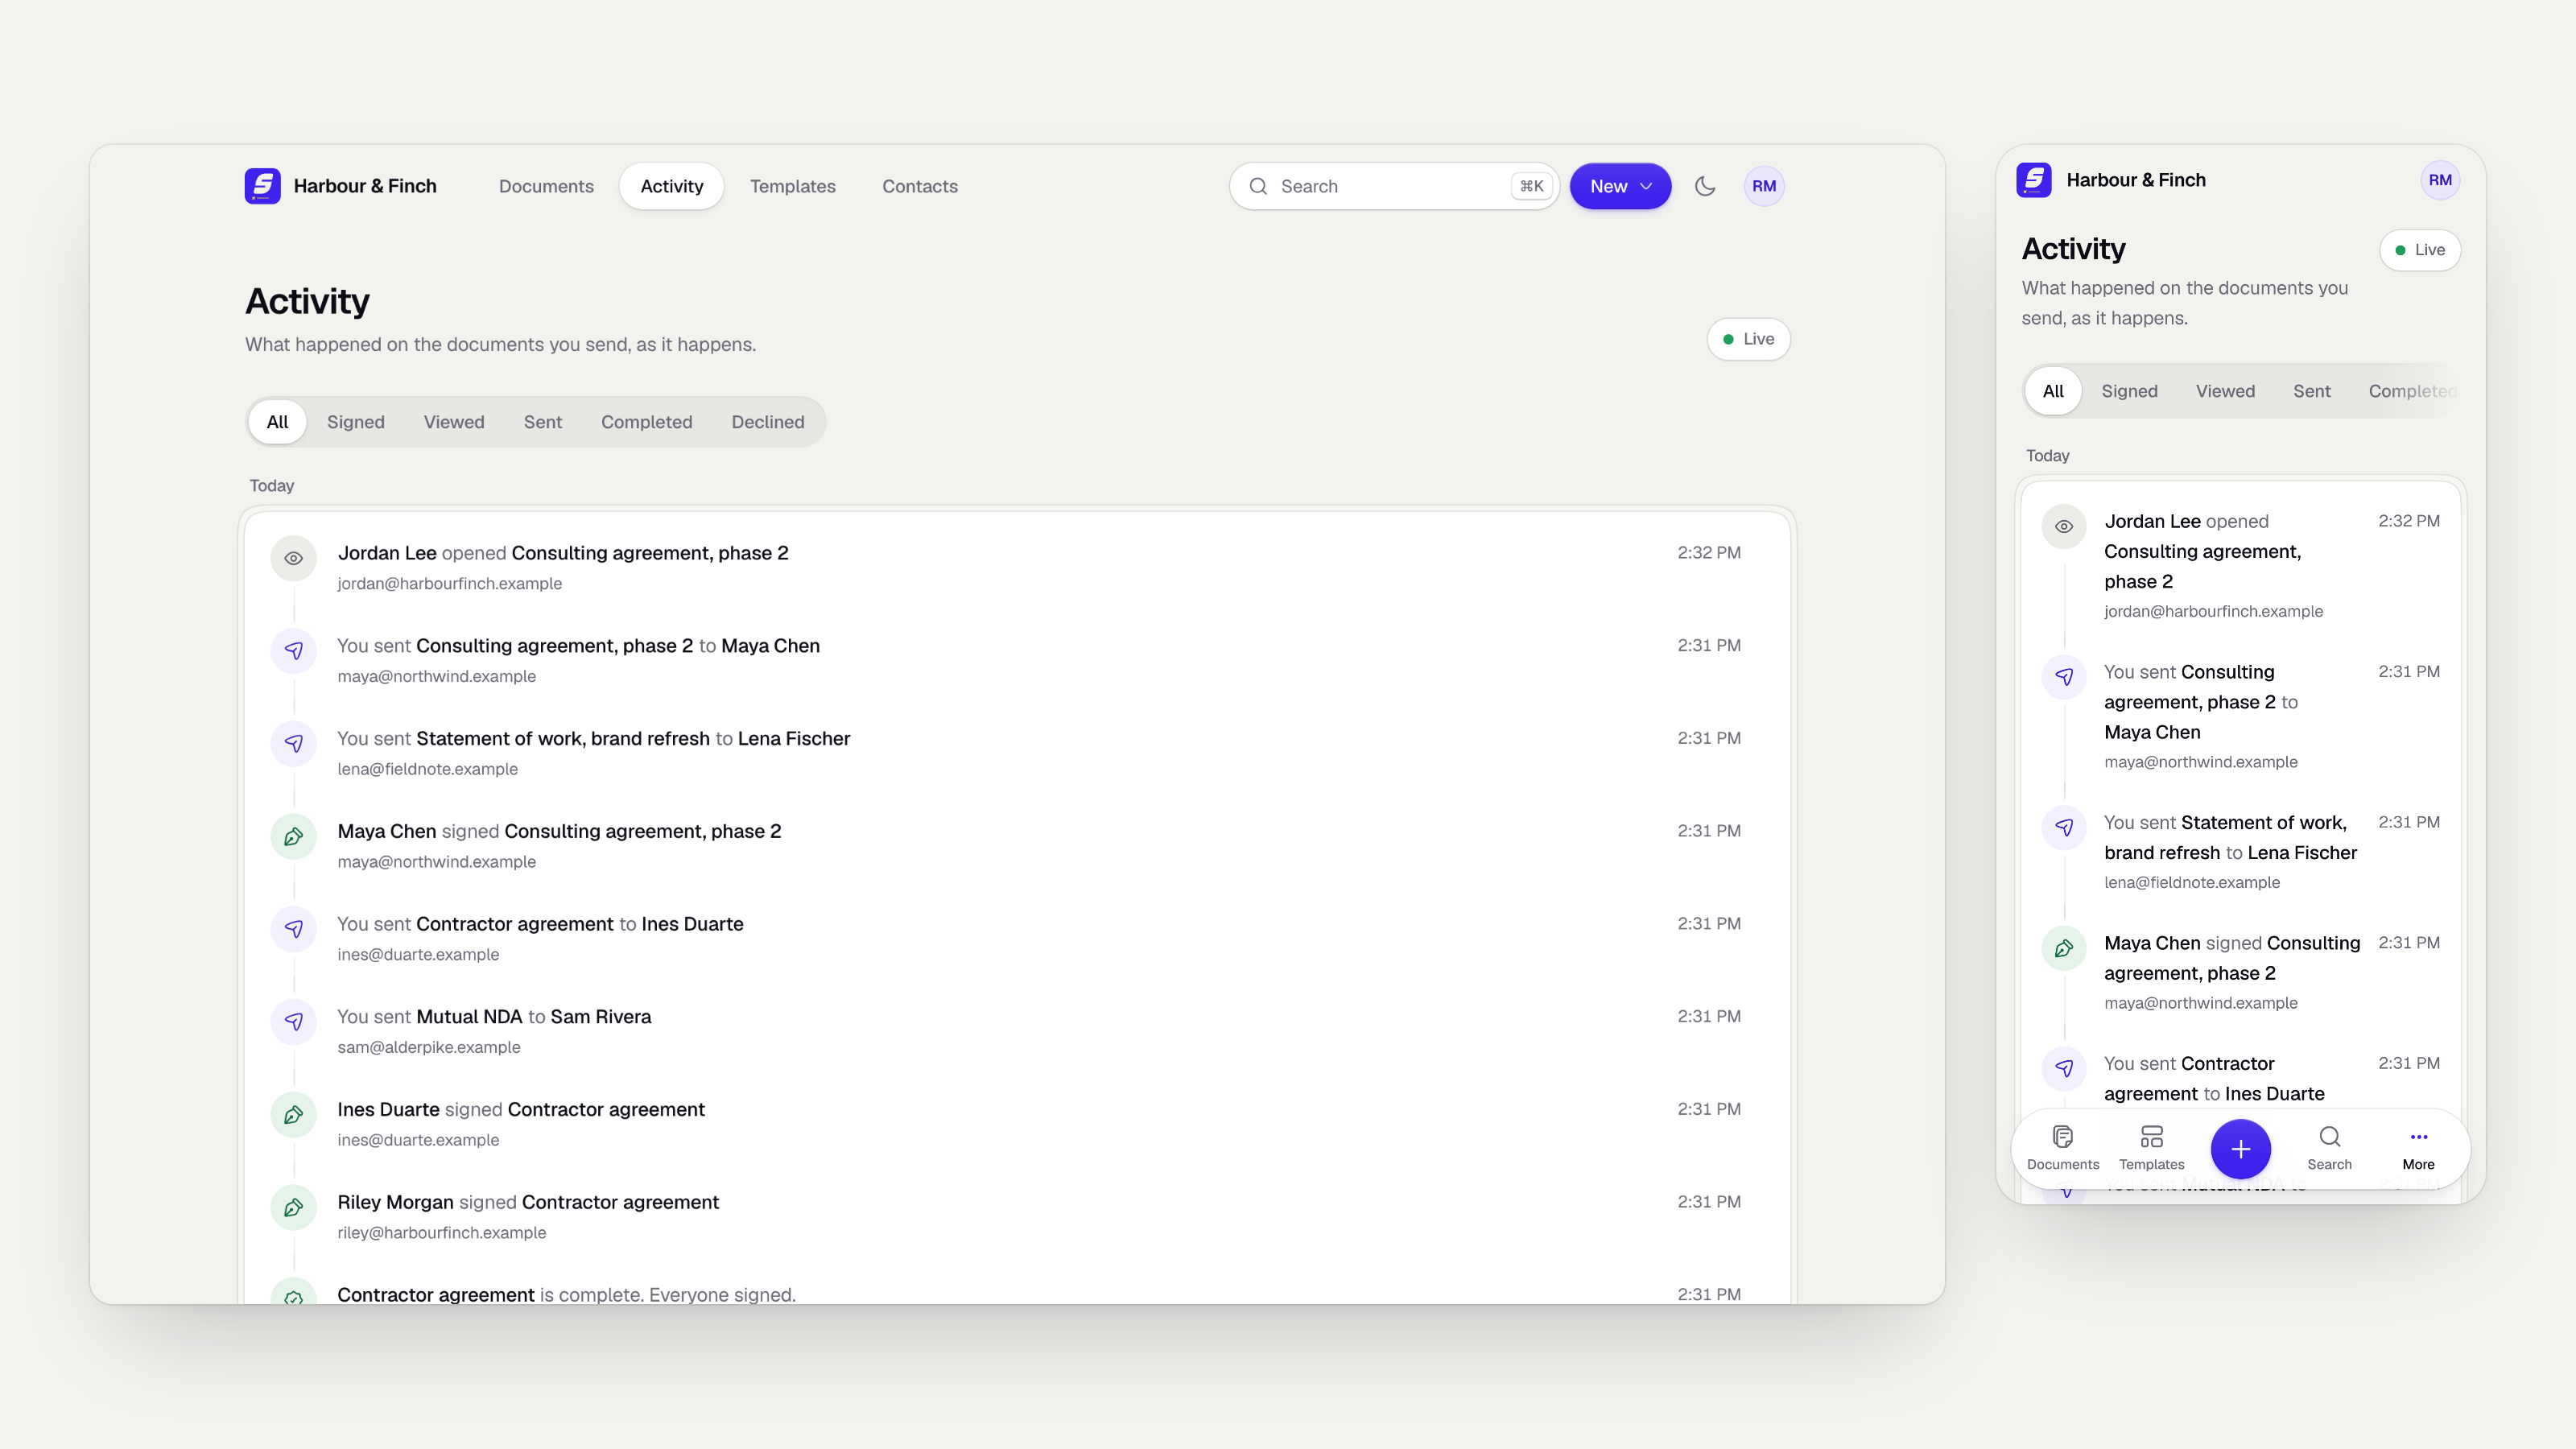 Harbour & Finch
Documents
Activity
Templates
Contacts
Search
⌘K
New
RM
Activity
What happened on the documents you send, as it happens.
Live
All
Signed
Viewed
Sent
Completed
Declined
Today
Jordan Lee opened Consulting agreement, phase 2
2:32 PM
jordan@harbourfinch.example
You sent Consulting agreement, phase 2 to Maya Chen
2:31 PM
maya@northwind.example
You sent Statement of work, brand refresh to Lena Fischer
2:31 PM
lena@fieldnote.example
Maya Chen signed Consulting agreement, phase 2
2:31 PM
maya@northwind.example
You sent Contractor agreement to Ines Duarte
2:31 PM
ines@duarte.example
You sent Mutual NDA to Sam Rivera
2:31 PM
sam@alderpike.example
Ines Duarte signed Contractor agreement
2:31 PM
ines@duarte.example
Riley Morgan signed Contractor agreement
2:31 PM
riley@harbourfinch.example
Contractor agreement is complete. Everyone signed.
2:31 PM
Harbour & Finch
RM
Activity
Live
What happened on the documents you
send, as it happens.
All
Signed
Viewed
Sent
Completed
Today
Jordan Lee opened
2:32 PM
Consulting agreement,
phase 2
jordan@harbourfinch.example
You sent Consulting
2:31 PM
agreement, phase 2 to
Maya Chen
maya@northwind.example
You sent Statement of work,
2:31 PM
brand refresh to Lena Fischer
lena@fieldnote.example
Maya Chen signed Consulting
2:31 PM
agreement, phase 2
maya@northwind.example
You sent Contractor
2:31 PM
agreement to Ines Duarte
Documents
Templates
Search
More
You sent Mutual NDA to
2:31 PM